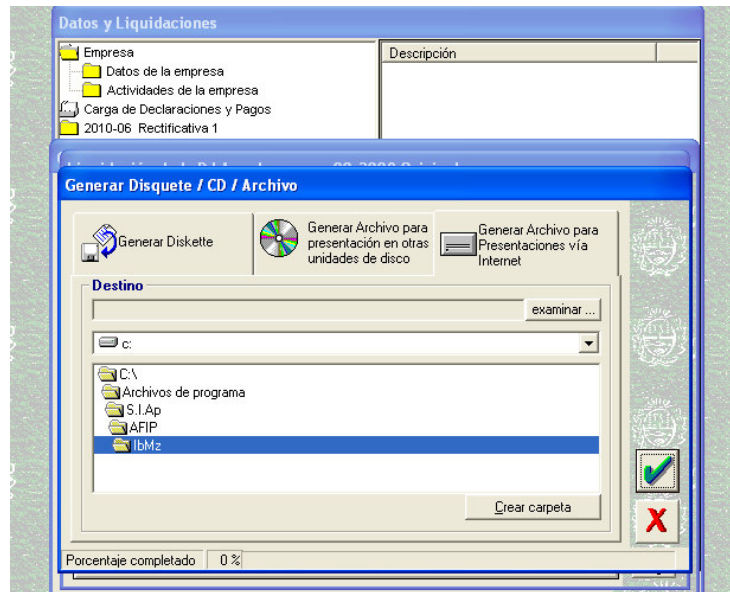 Datos y Liquidaciones
Empresa
Datos de la empresa
Actividades de la empresa
Carga de Declaraciones y Pagos
2010-06 Rectificativa 1
Descripción
Generar Disquete / CD / Archivo
Generar Diskette
Generar Archivo para
presentación en otras
unidades de disco
Generar Archivo para
Presentaciones vía
Internet
Destino
examinar ...
c:
C:\
Archivos de programa
S.I.Ap
AFIP
IbMz
Crear carpeta
Porcentaje completado 0 %